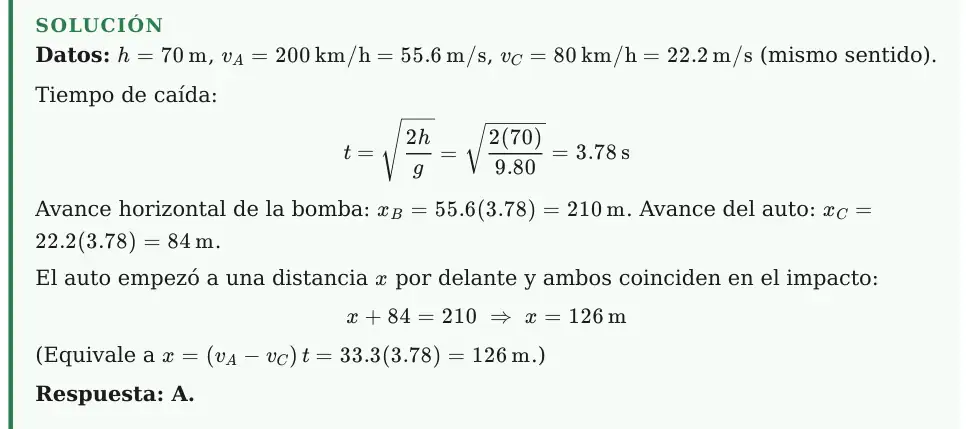 SOLUCIÓN
Datos: h = 70 m, v_A = 200 km/h = 55.6 m/s, v_C = 80 km/h = 22.2 m/s (mismo sentido).
Tiempo de caída:
t = √(2h/g) = √(2(70)/9.80) = 3.78 s
Avance horizontal de la bomba: x_B = 55.6(3.78) = 210 m. Avance del auto: x_C =
22.2(3.78) = 84 m.
El auto empezó a una distancia x por delante y ambos coinciden en el impacto:
x + 84 = 210 ⇒ x = 126 m
(Equivale a x = (v_A − v_C) t = 33.3(3.78) = 126 m.)
Respuesta: A.